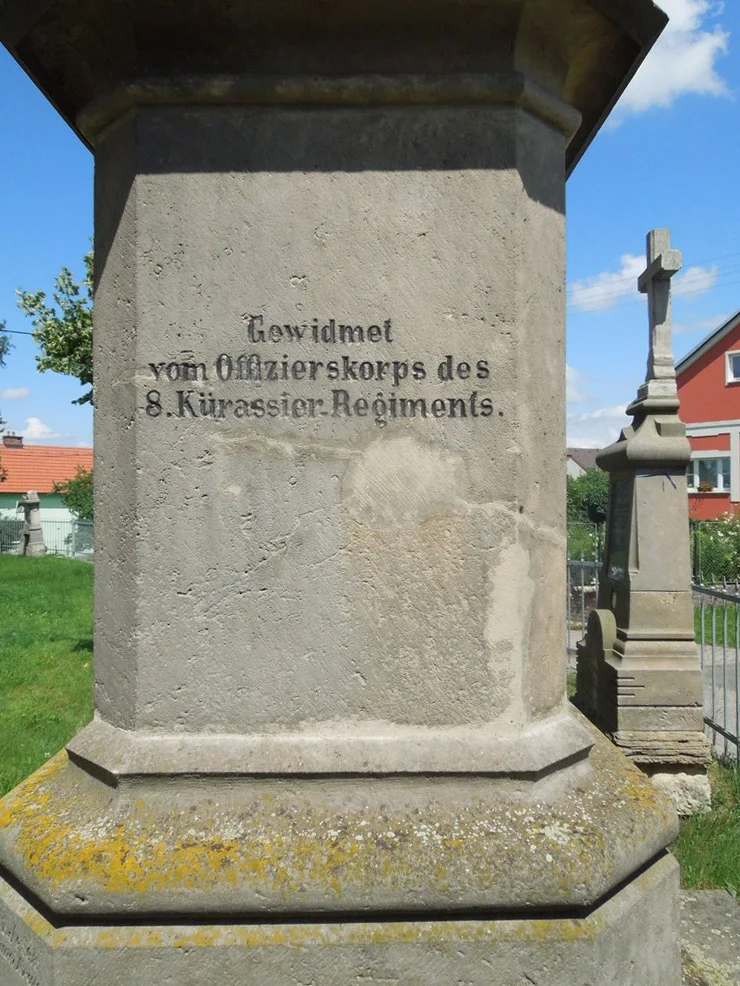 Gewidmet
vom Offizierskorps des
8. Kürassier. Regiments.